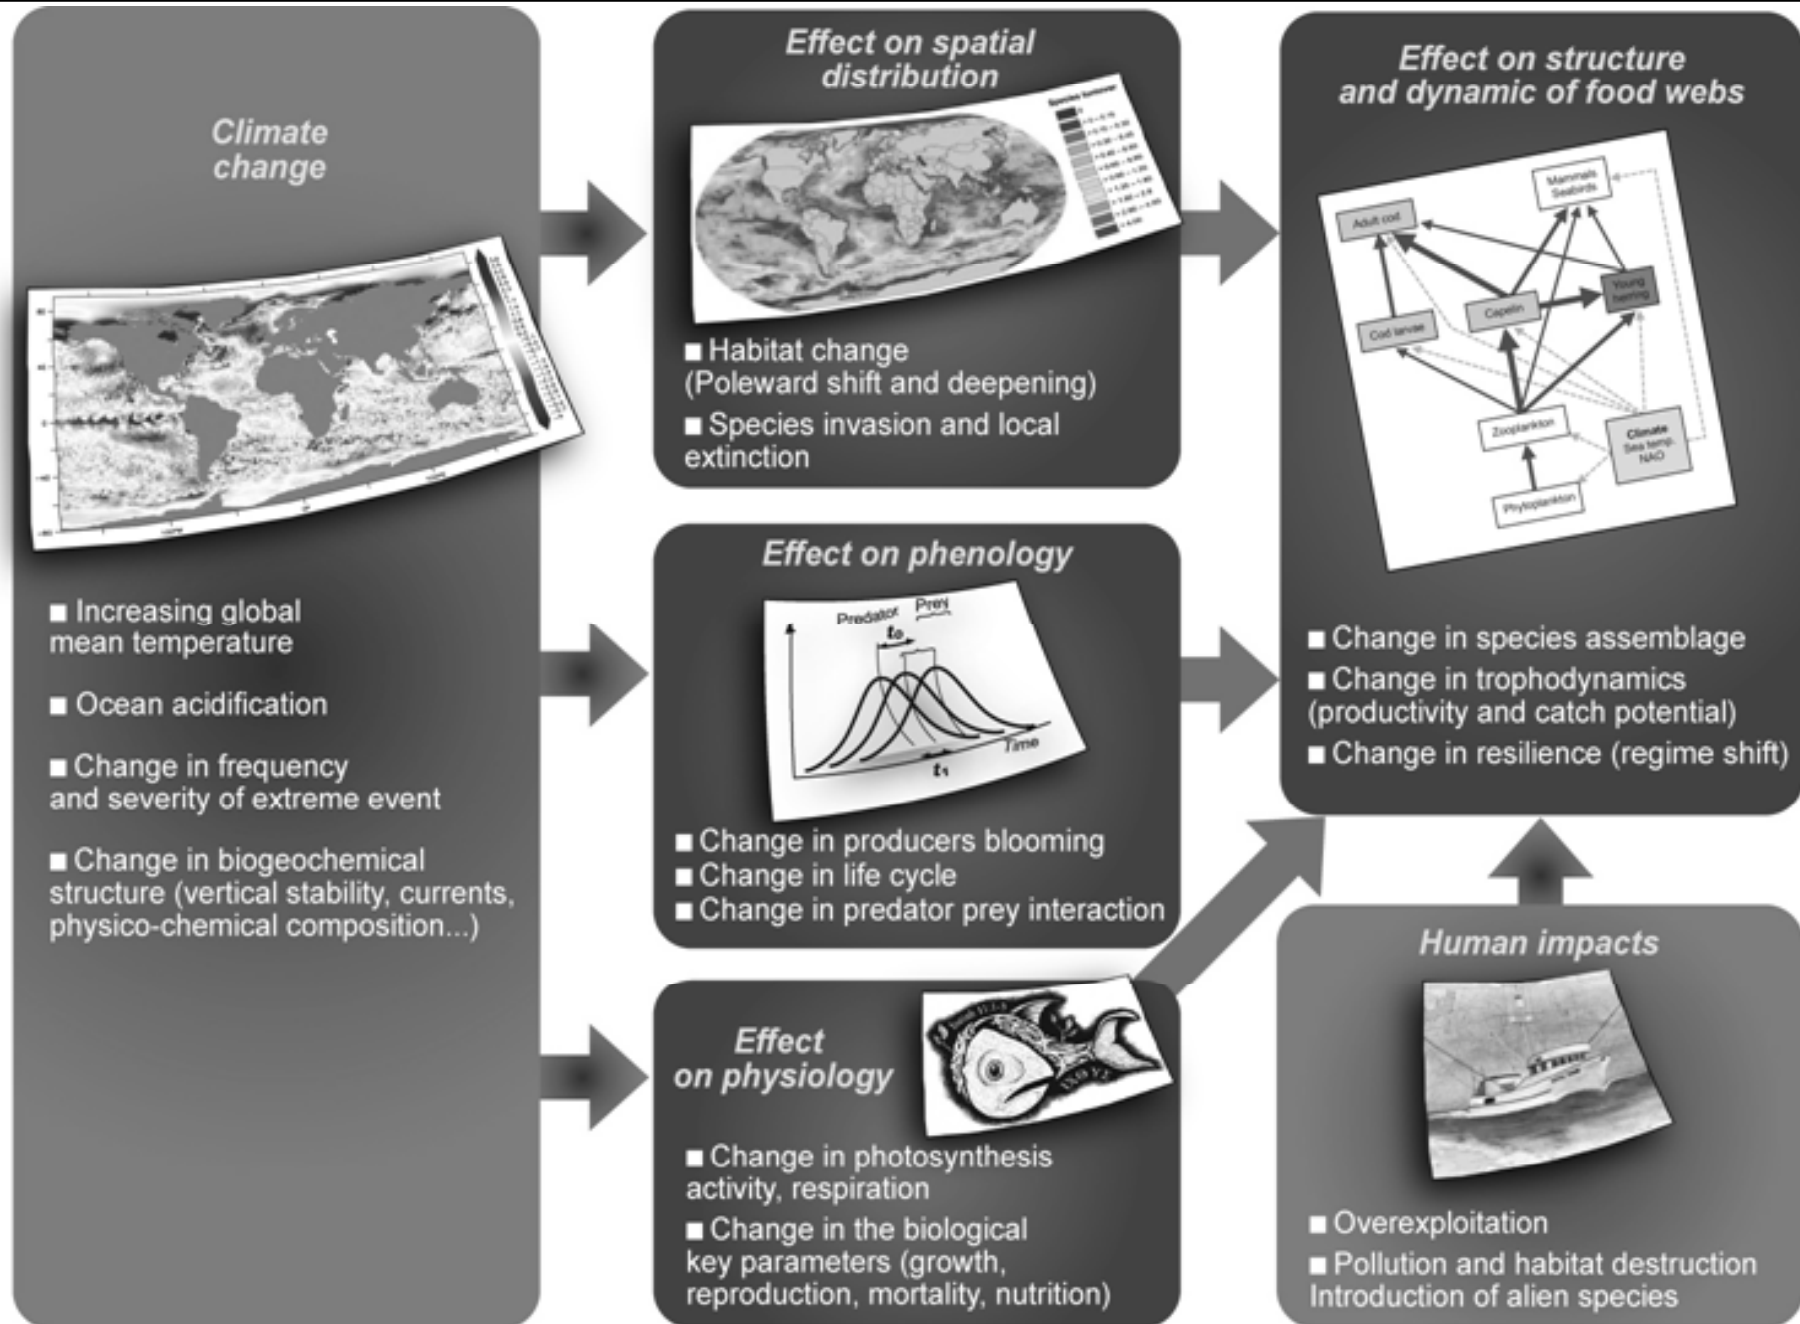 Climate
change
■ Increasing global
mean temperature
■ Ocean acidification
■ Change in frequency
and severity of extreme event
■ Change in biogeochemical
structure (vertical stability, currents,
physico-chemical composition...)
Effect on spatial
distribution
Species turnover
■ Habitat change
(Poleward shift and deepening)
■ Species invasion and local
extinction
Effect on phenology
Predator Prey
t₀
Time
t₁
■ Change in producers blooming
■ Change in life cycle
■ Change in predator prey interaction
Effect
on physiology
■ Change in photosynthesis
activity, respiration
■ Change in the biological
key parameters (growth,
reproduction, mortality, nutrition)
Effect on structure
and dynamic of food webs
Mammals
Seabirds
Adult cod
Young
herring
Capelin
Cod larvae
Zooplankton
Climate
Sea temp.
NAO
Phytoplankton
■ Change in species assemblage
■ Change in trophodynamics
(productivity and catch potential)
■ Change in resilience (regime shift)
Human impacts
■ Overexploitation
■ Pollution and habitat destruction
Introduction of alien species